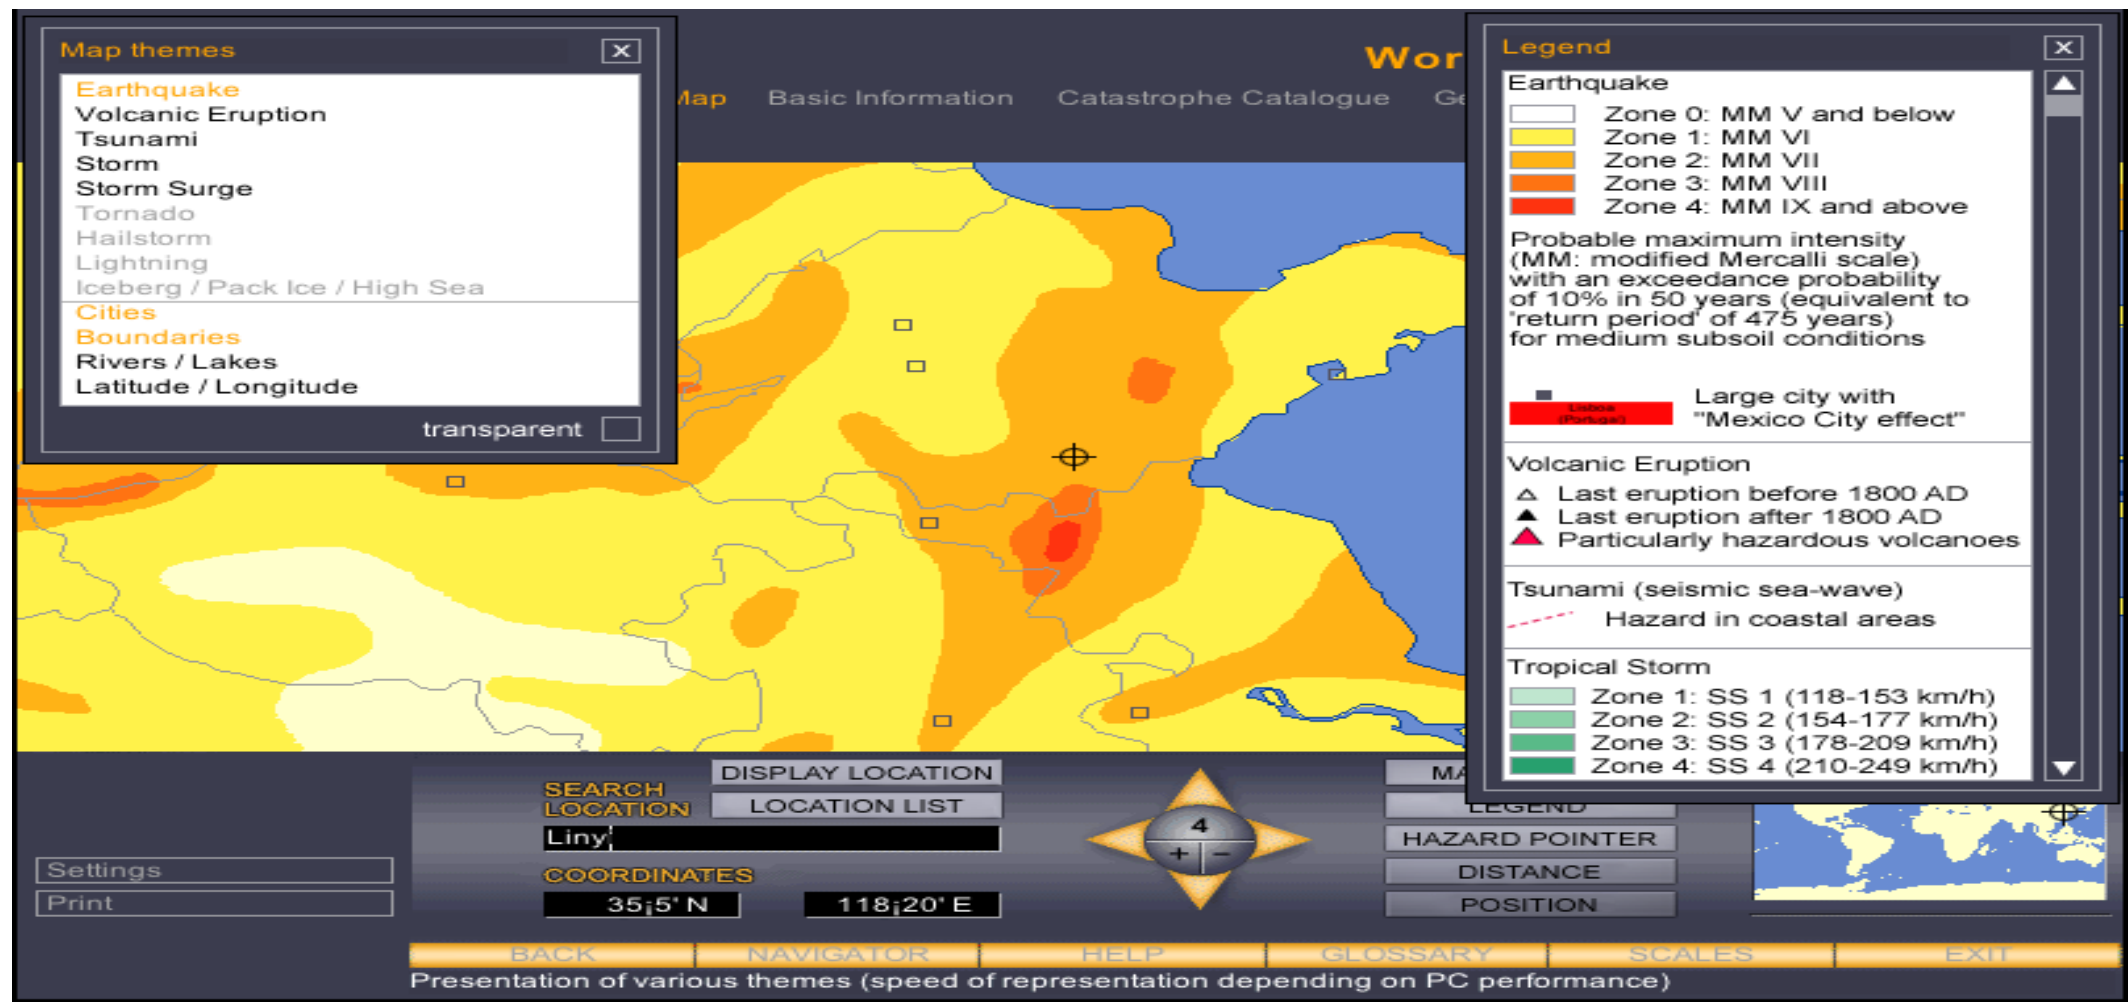 Map themes
Earthquake
Volcanic Eruption
Tsunami
Storm
Storm Surge
Tornado
Hailstorm
Lightning
Iceberg / Pack Ice / High Sea
Cities
Boundaries
Rivers / Lakes
Latitude / Longitude
transparent
Wor
Map Basic Information Catastrophe Catalogue Ge
Legend
Earthquake
Zone 0: MM V and below
Zone 1: MM VI
Zone 2: MM VII
Zone 3: MM VIII
Zone 4: MM IX and above
Probable maximum intensity
(MM: modified Mercalli scale)
with an exceedance probability
of 10% in 50 years (equivalent to
'return period' of 475 years)
for medium subsoil conditions
Lisboa
(Portugal)
Large city with
"Mexico City effect"
Volcanic Eruption
Last eruption before 1800 AD
Last eruption after 1800 AD
Particularly hazardous volcanoes
Tsunami (seismic sea-wave)
Hazard in coastal areas
Tropical Storm
Zone 1: SS 1 (118-153 km/h)
Zone 2: SS 2 (154-177 km/h)
Zone 3: SS 3 (178-209 km/h)
Zone 4: SS 4 (210-249 km/h)
Settings
Print
SEARCH
LOCATION
DISPLAY LOCATION
LOCATION LIST
Liny
COORDINATES
35¡5' N
118¡20' E
4
+ −
MA
LEGEND
HAZARD POINTER
DISTANCE
POSITION
BACK NAVIGATOR HELP GLOSSARY SCALES EXIT
Presentation of various themes (speed of representation depending on PC performance)